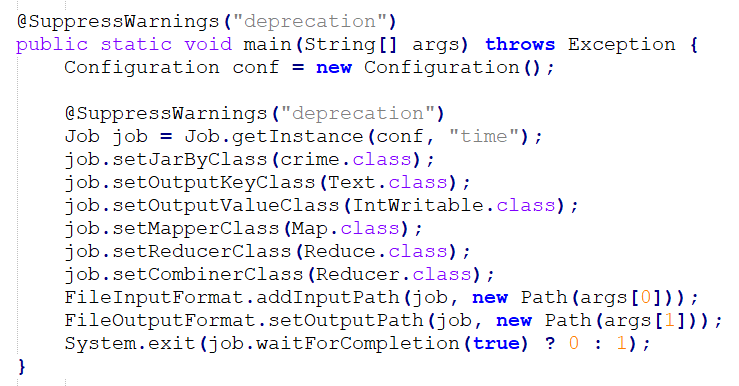 @SuppressWarnings("deprecation")
public static void main(String[] args) throws Exception {
    Configuration conf = new Configuration();

    @SuppressWarnings("deprecation")
    Job job = Job.getInstance(conf, "time");
    job.setJarByClass(crime.class);
    job.setOutputKeyClass(Text.class);
    job.setOutputValueClass(IntWritable.class);
    job.setMapperClass(Map.class);
    job.setReducerClass(Reduce.class);
    job.setCombinerClass(Reducer.class);
    FileInputFormat.addInputPath(job, new Path(args[0]));
    FileOutputFormat.setOutputPath(job, new Path(args[1]));
    System.exit(job.waitForCompletion(true) ? 0 : 1);
}